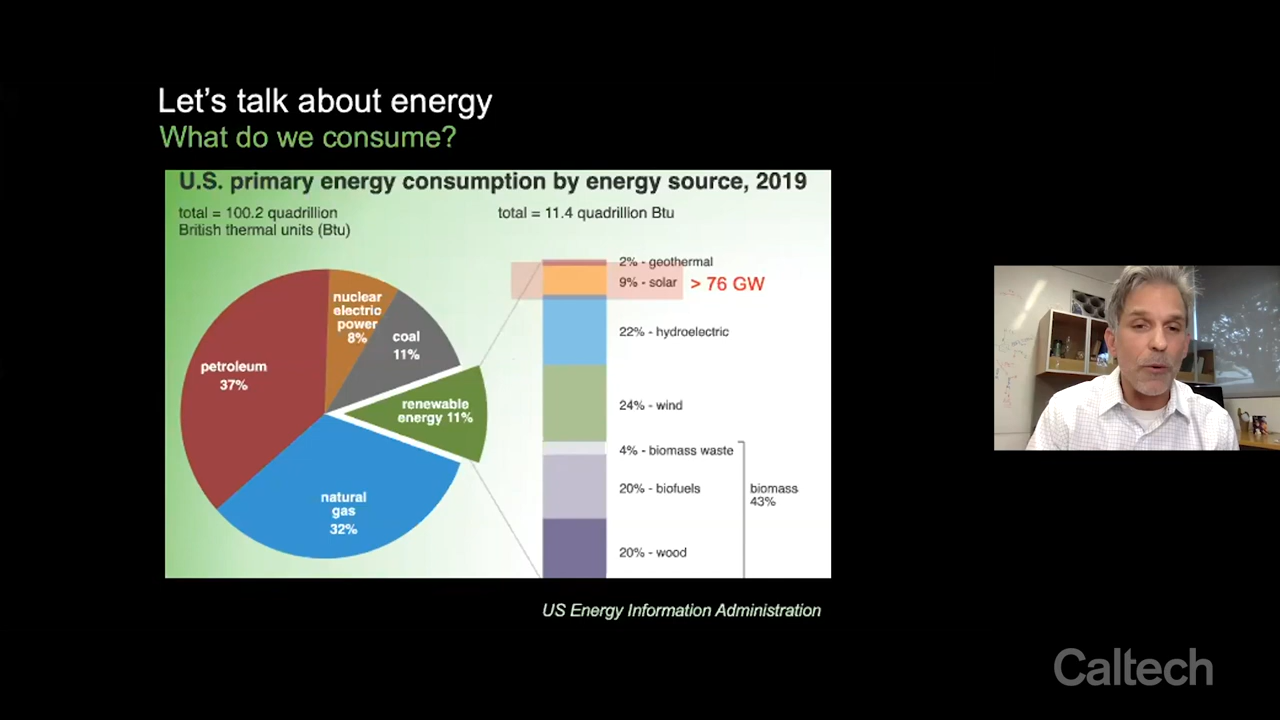 Let's talk about energy
What do we consume?
U.S. primary energy consumption by energy source, 2019
total = 100.2 quadrillion
British thermal units (Btu)
total = 11.4 quadrillion Btu
nuclear
electric
power
8%
coal
11%
petroleum
37%
renewable
energy 11%
natural
gas
32%
2% - geothermal
9% - solar
> 76 GW
22% - hydroelectric
24% - wind
4% - biomass waste
20% - biofuels
biomass
43%
20% - wood
US Energy Information Administration
Caltech